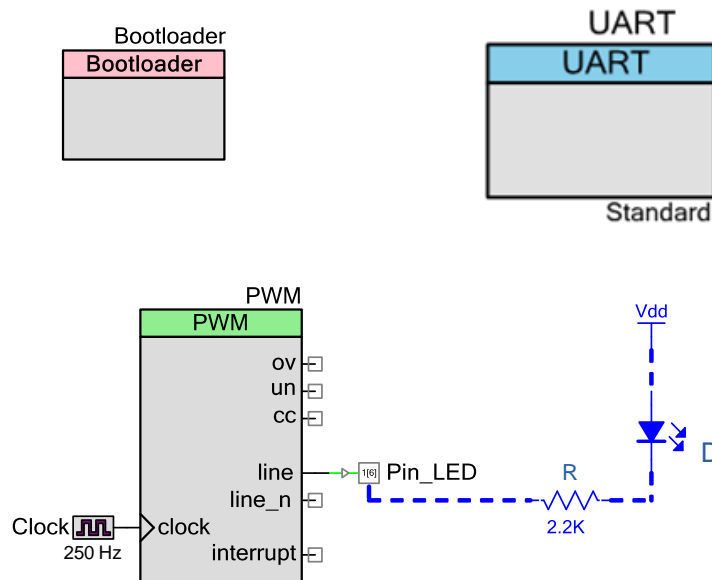 Bootloader
Bootloader
UART
UART
Standard
PWM
PWM
ov
un
cc
line
line_n
interrupt
Clock
250 Hz
clock
1[6]
Pin_LED
R
2.2K
Vdd